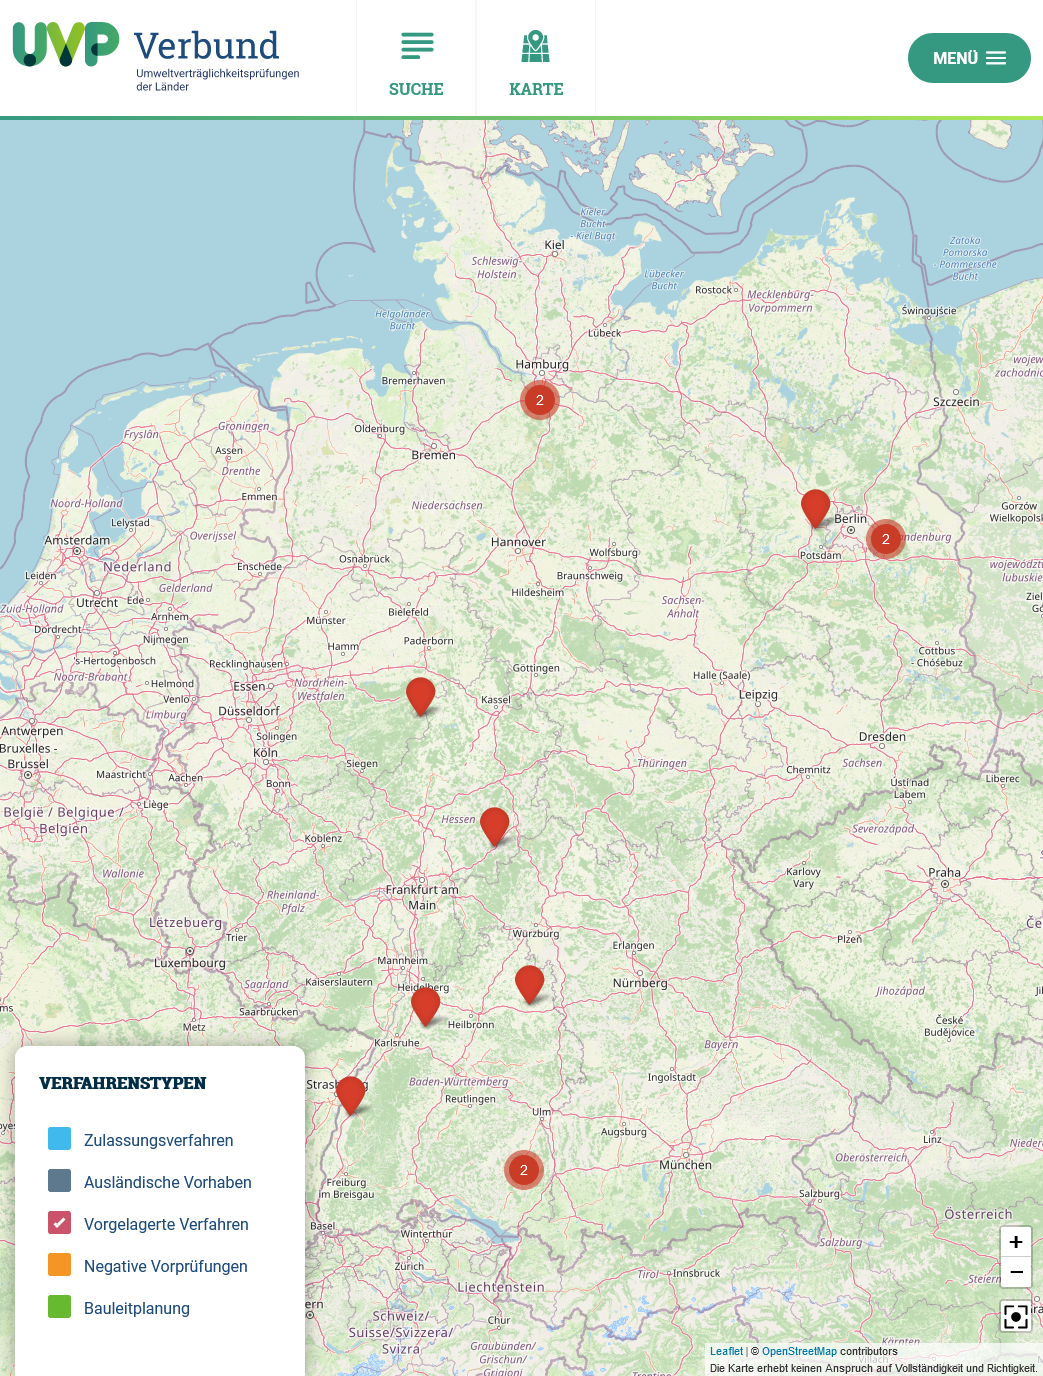 UVP Verbund
Umweltverträglichkeitsprüfungen
der Länder
SUCHE
KARTE
MENÜ
Kieler
Bucht
- Kiel Bugt
Kiel
Zatoka
Pomorska
- Pommersche
Bucht
Schleswig-
Holstein
Lübecker
Bucht
Rostock
Mecklenburg-
Vorpommern
Świnoujście
Helgoländer
Bucht
Lübeck
Hamburg
Bremerhaven
Szczecin
2
Groningen
Fryslân
Oldenburg
Assen
Bremen
Drenthe
Emmen
Noord-Holland
Niedersachsen
Gorzów
Lelystad
Berlin
Amsterdam
Overijssel
Hannover
2
Osnabrück
Wolfsburg
Potsdam
Nederland
Enschede
Leiden
Braunschweig
Gelderland
Hildesheim
Utrecht
Ede
Zuid-Holland
Arnhem
Bielefeld
Sachsen-
Anhalt
Münster
Dordrecht
Nijmegen
Hamm
Paderborn
Cottbus
- Chóśebuz
's-Hertogenbosch
Recklinghausen
Göttingen
Noord-Brabant
Helmond
Essen
Nordrhein-
Westfalen
Halle (Saale)
Venlo
Kassel
Leipzig
Limburg
Düsseldorf
Antwerpen
Solingen
Dresden
Bruxelles -
Brussel
Köln
Siegen
Thüringen
Sachsen
Maastricht
Aachen
Chemnitz
Bonn
Ústí nad
Labem
Liberec
Liège
België / Belgique /
Belgien
Hessen
Severozápad
Koblenz
Wallonie
Karlovy
Vary
Praha
Frankfurt am
Main
Rheinland-
Pfalz
Lëtzebuerg
Trier
Würzburg
Erlangen
Plzeň
Luxembourg
Mannheim
Kaiserslautern
Saarland
Nürnberg
Jihozápad
Saarbrücken
Heilbronn
Metz
České
Budějovice
Karlsruhe
Bayern
VERFAHRENSTYPEN
Baden-Württemberg
Ingolstadt
Reutlingen
Zulassungsverfahren
Ulm
Augsburg
Linz
Ausländische Vorhaben
München
Oberösterreich
2
Freiburg
im Breisgau
Salzburg
Vorgelagerte Verfahren
Österreich
Basel
Winterthur
Salzburg
Negative Vorprüfungen
Zürich
Tirol
Innsbruck
Liechtenstein
Bauleitplanung
Schweiz/
Suisse/Svizzera/
Svizra
Chur
Graubünden/
Grischun/
Grigioni
Kärnten
+
−
Leaflet | © OpenStreetMap contributors
Die Karte erhebt keinen Anspruch auf Vollständigkeit und Richtigkeit.